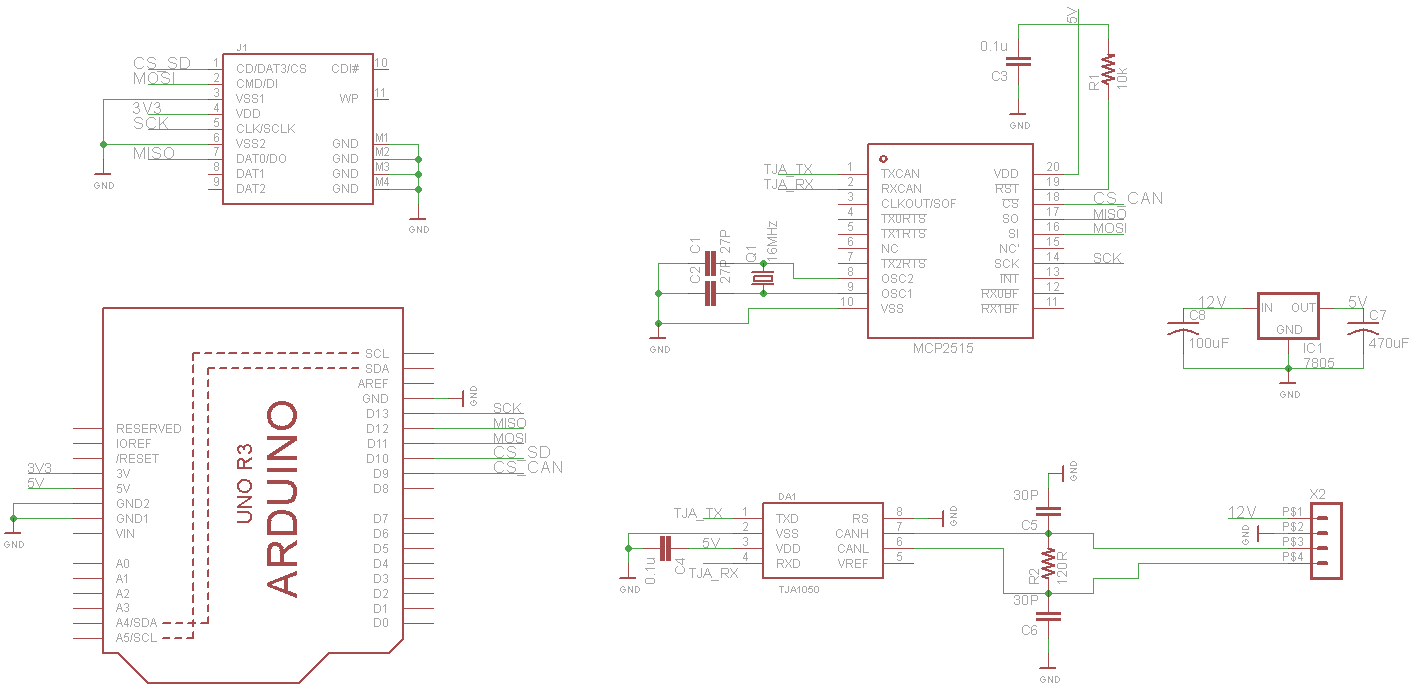 J1
CS_SD 1 CD/DAT3/CS CDI# 10
MOSI 2 CMD/DI
3 VSS1 WP 11
3V3 4 VDD
SCK 5 CLK/SCLK
6 VSS2 GND M1
MISO 7 DAT0/DO GND M2
8 DAT1 GND M3
9 DAT2 GND M4
GND
GND
5V
0.1u
C3
R1
10k
GND
TJA_TX 1 TXCAN VDD 20
TJA_RX 2 RXCAN RST 19
3 CLKOUT/SOF CS 18 CS_CAN
4 TX0RTS SO 17 MISO
5 TX1RTS SI 16 MOSI
6 NC NC' 15
7 TX2RTS SCK 14 SCK
8 OSC2 INT 13
9 OSC1 RX0BF 12
10 VSS RX1BF 11
MCP2515
C1
27P
C2
27P
Q1
16MHz
GND
12V
IN OUT
5V
C8
100uF
GND
IC1
7805
C7
470uF
GND
SCL
SDA
AREF
GND
GND
D13 SCK
RESERVED D12 MISO
IOREF D11 MOSI
/RESET D10 CS_SD
3V3 3V D9 CS_CAN
5V 5V D8
GND2
GND1 D7
VIN D6
D5
A0 D4
A1 D3
A2 D2
A3 D1
A4/SDA D0
A5/SCL
GND
UNO R3
ARDUINO
DA1
TJA_TX 1 TXD RS 8
2 VSS CANH 7
5V 3 VDD CANL 6
TJA_RX 4 RXD VREF 5
TJA1050
GND
0.1u
C4
GND
GND
30P
C5
R2
120R
30P
C6
GND
X2
12V P$1
GND P$2
P$3
P$4